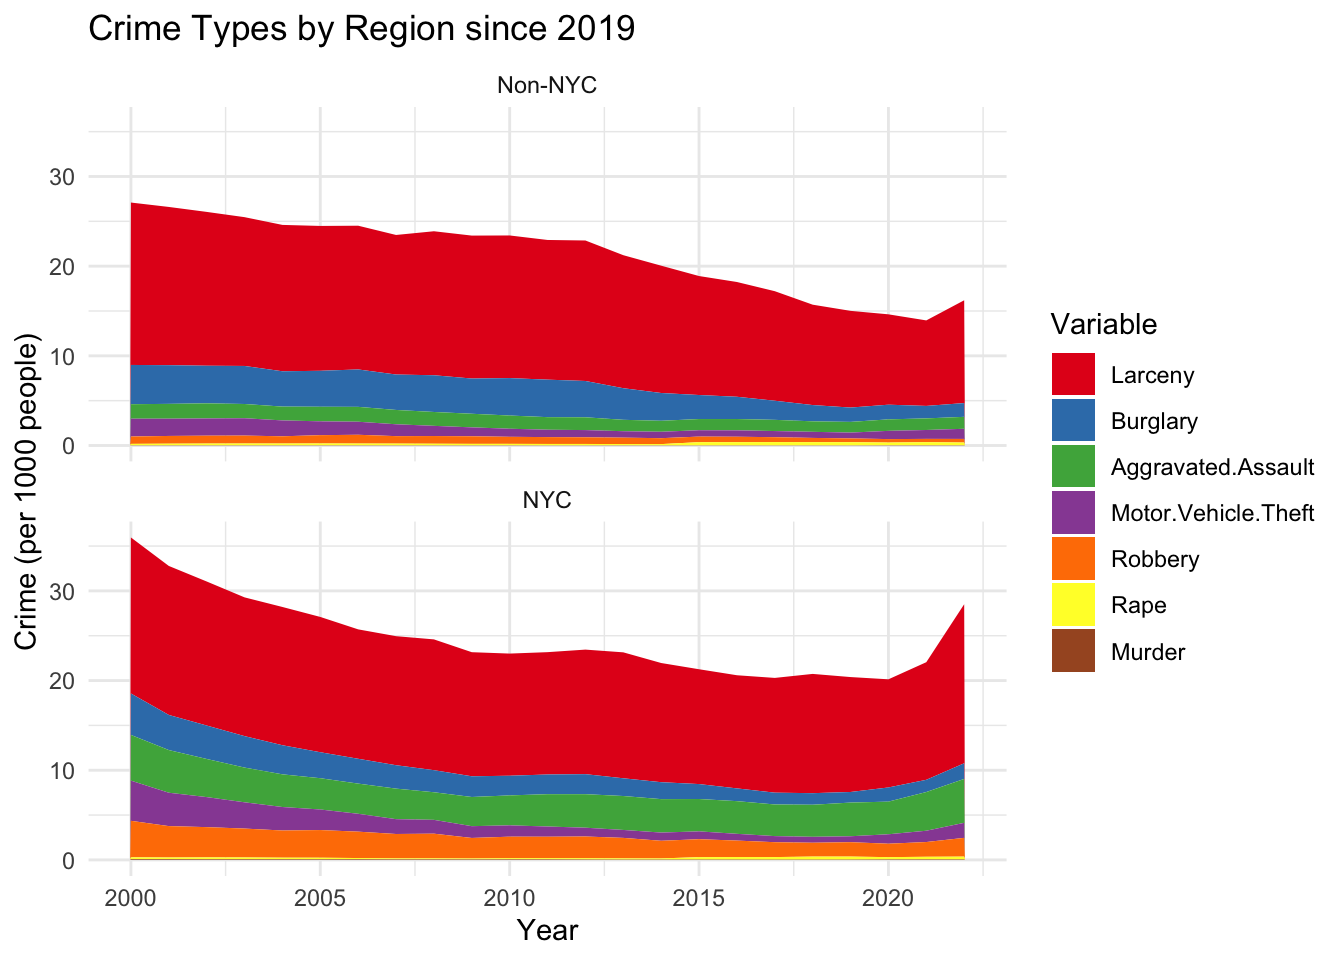 Crime Types by Region since 2019
Non-NYC
30
20
10
0
NYC
30
20
10
0
2000 2005 2010 2015 2020
Year
Crime (per 1000 people)
Variable
Larceny
Burglary
Aggravated.Assault
Motor.Vehicle.Theft
Robbery
Rape
Murder